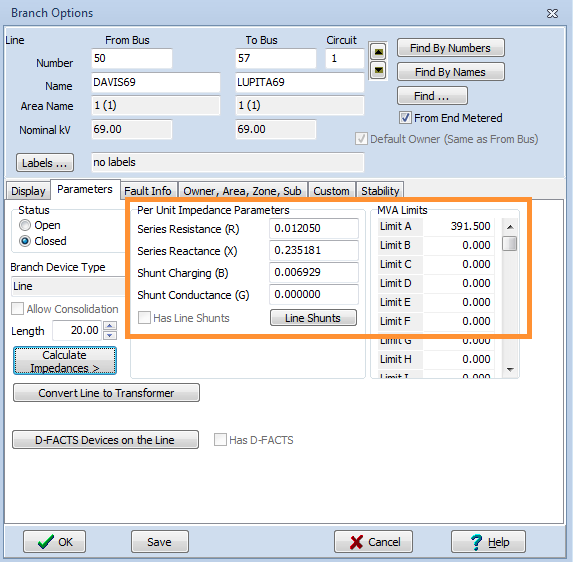 Branch Options
Line From Bus To Bus Circuit
Number 50 57 1 Find By Numbers
Name DAVIS69 LUPITA69 Find By Names
Area Name 1 (1) 1 (1) Find ...
Nominal kV 69.00 69.00 From End Metered
Default Owner (Same as From Bus)
Labels ... no labels
Display Parameters Fault Info Owner, Area, Zone, Sub Custom Stability
Status
Open
Closed
Branch Device Type
Line
Allow Consolidation
Length 20.00
Calculate
Impedances >
Per Unit Impedance Parameters
Series Resistance (R) 0.012050
Series Reactance (X) 0.235181
Shunt Charging (B) 0.006929
Shunt Conductance (G) 0.000000
Has Line Shunts Line Shunts
MVA Limits
Limit A 391.500
Limit B 0.000
Limit C 0.000
Limit D 0.000
Limit E 0.000
Limit F 0.000
Limit G 0.000
Limit H 0.000
Limit I 0.000
Convert Line to Transformer
D-FACTS Devices on the Line Has D-FACTS
OK Save Cancel Help